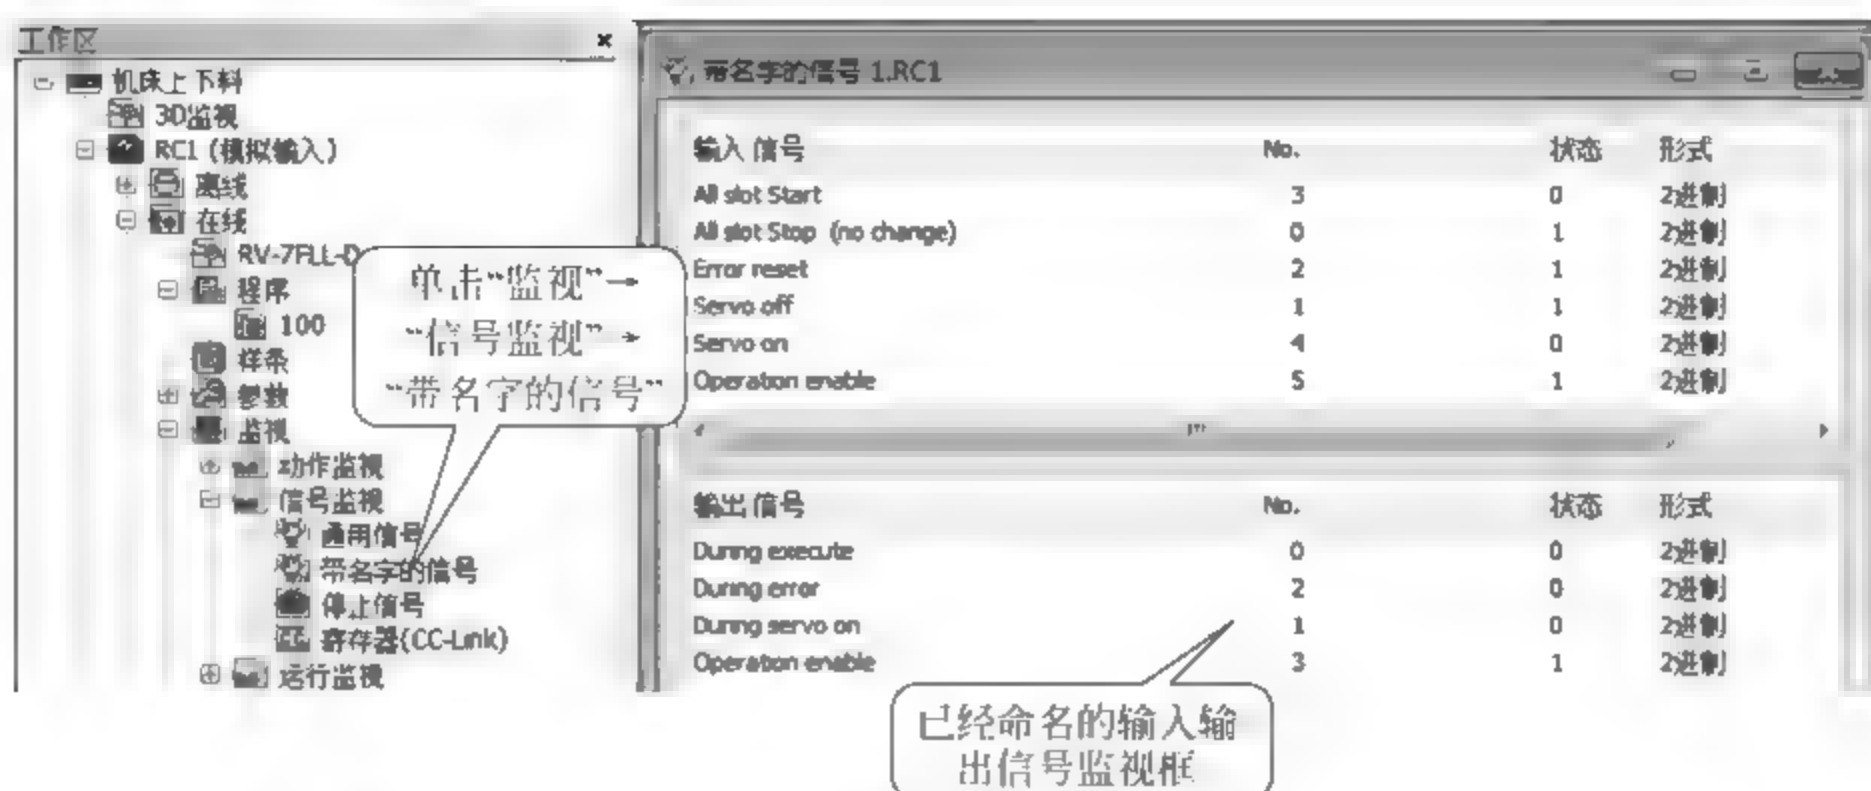 工作区
机床上下料
3D监视
RC1 (模拟输入)
离线
在线
RV-7FLL-D
程序
100
样条
参数
监视
动作监视
信号监视
通用信号
带名字的信号
停止信号
寄存器(CC-Link)
运行监视
单击“监视”→
“信号监视”→
“带名字的信号”
带名字的信号 1.RC1
输入信号 No. 状态 形式
All slot Start 3 0 2进制
All slot Stop (no change) 0 1 2进制
Error reset 2 1 2进制
Servo off 1 1 2进制
Servo on 4 0 2进制
Operation enable 5 1 2进制
输出信号 No. 状态 形式
During execute 0 0 2进制
During error 2 0 2进制
During servo on 1 0 2进制
Operation enable 3 1 2进制
已经命名的输入输
出信号监视框